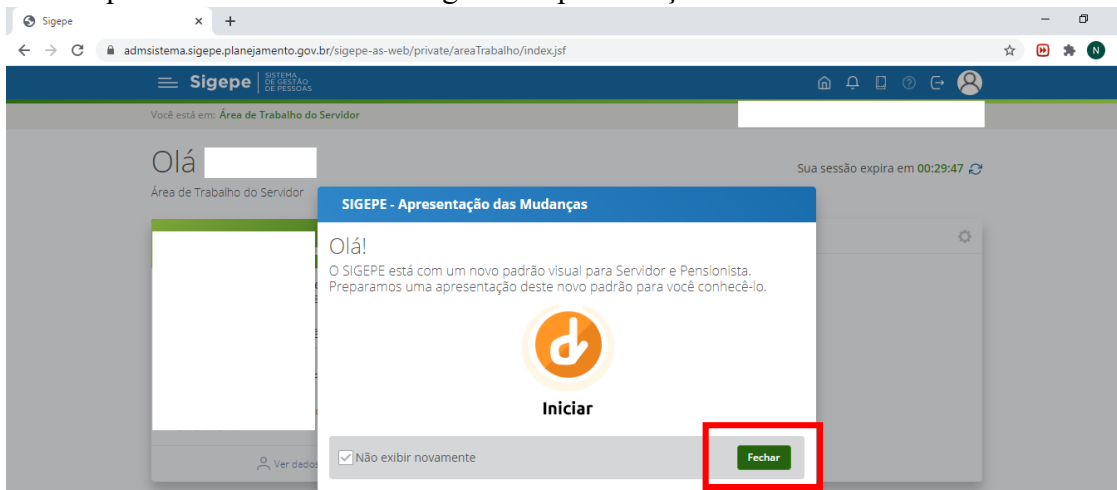 Sigepe
admsistema.sigepe.planejamento.gov.br/sigepe-as-web/private/areaTrabalho/index.jsf
N
Sigepe SISTEMA DE GESTÃO DE PESSOAS
Você está em: Área de Trabalho do Servidor
Olá
Sua sessão expira em 00:29:47
Área de Trabalho do Servidor
SIGEPE - Apresentação das Mudanças
Olá!
O SIGEPE está com um novo padrão visual para Servidor e Pensionista.
Preparamos uma apresentação deste novo padrão para você conhecê-lo.
Iniciar
Não exibir novamente
Fechar
Ver dados